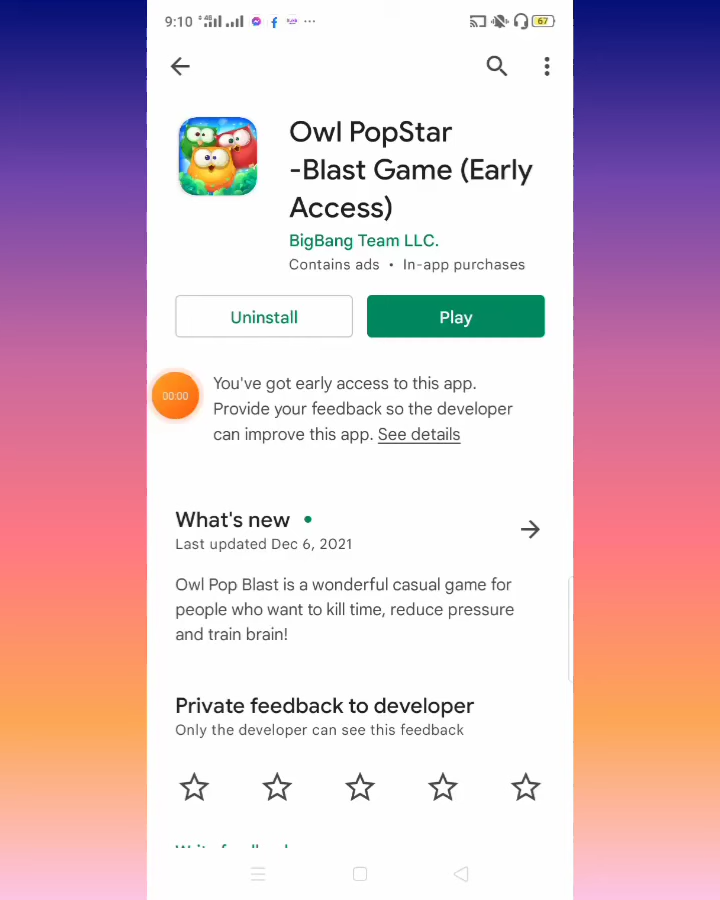 9:10
67
Owl PopStar
-Blast Game (Early
Access)
BigBang Team LLC.
Contains ads • In-app purchases
Uninstall
Play
00:00
You've got early access to this app.
Provide your feedback so the developer
can improve this app. See details
What's new •
Last updated Dec 6, 2021
Owl Pop Blast is a wonderful casual game for
people who want to kill time, reduce pressure
and train brain!
Private feedback to developer
Only the developer can see this feedback